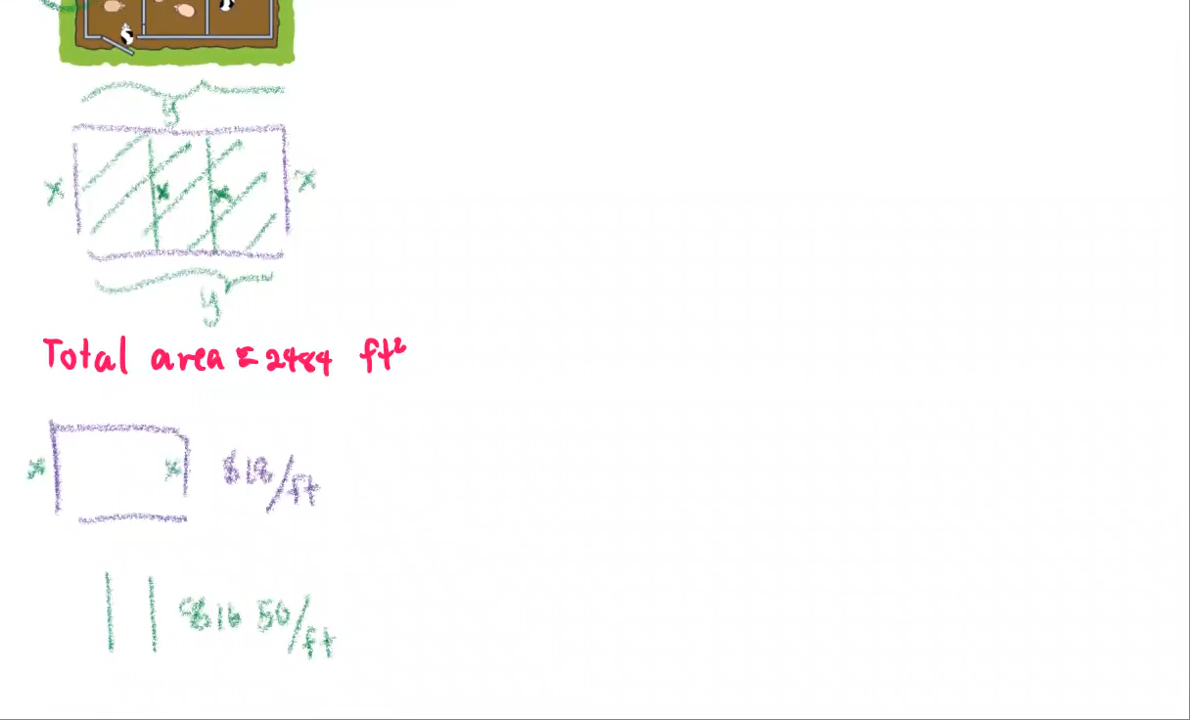 y
x x x x
y
Total area = 2484 ft²
x x $18/ft
$16 50/ft